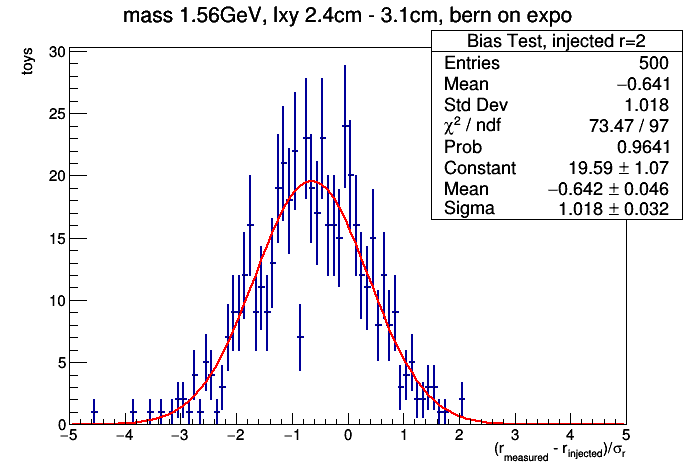 mass 1.56GeV, lxy 2.4cm - 3.1cm, bern on expo
Bias Test, injected r=2
Entries 500
Mean −0.641
Std Dev 1.018
χ² / ndf 73.47 / 97
Prob 0.9641
Constant 19.59 ± 1.07
Mean −0.642 ± 0.046
Sigma 1.018 ± 0.032
toys
30
25
20
15
10
5
0
−5 −4 −3 −2 −1 0 1 2 3 4 5
(r_measured - r_injected)/σ_r